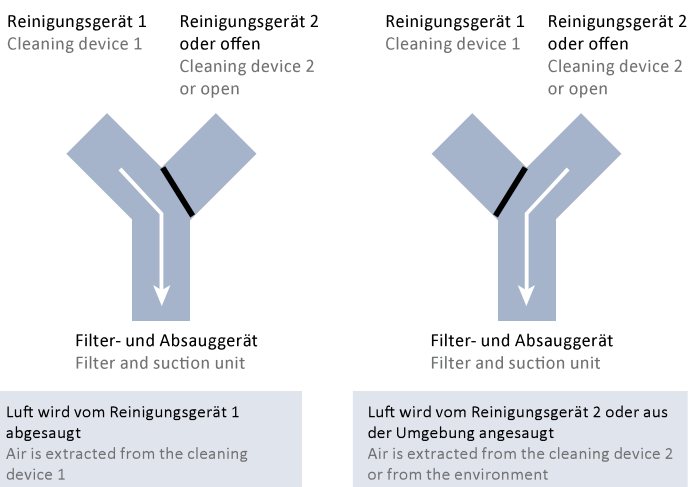 Reinigungsgerät 1
Cleaning device 1
Reinigungsgerät 2
oder offen
Cleaning device 2
or open
Filter- und Absauggerät
Filter and suction unit
Luft wird vom Reinigungsgerät 1
abgesaugt
Air is extracted from the cleaning
device 1
Reinigungsgerät 1
Cleaning device 1
Reinigungsgerät 2
oder offen
Cleaning device 2
or open
Filter- und Absauggerät
Filter and suction unit
Luft wird vom Reinigungsgerät 2 oder aus
der Umgebung angesaugt
Air is extracted from the cleaning device 2
or from the environment